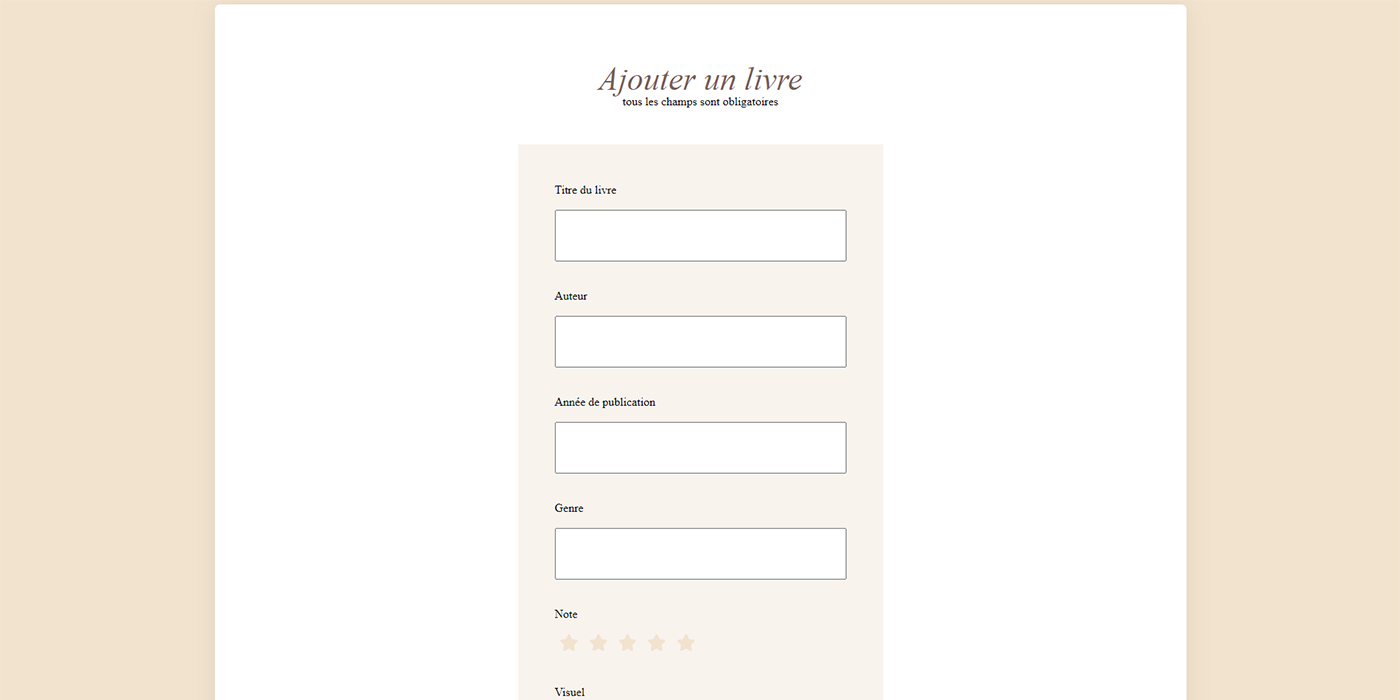 Ajouter un livre
tous les champs sont obligatoires
Titre du livre
Auteur
Année de publication
Genre
Note
Visuel